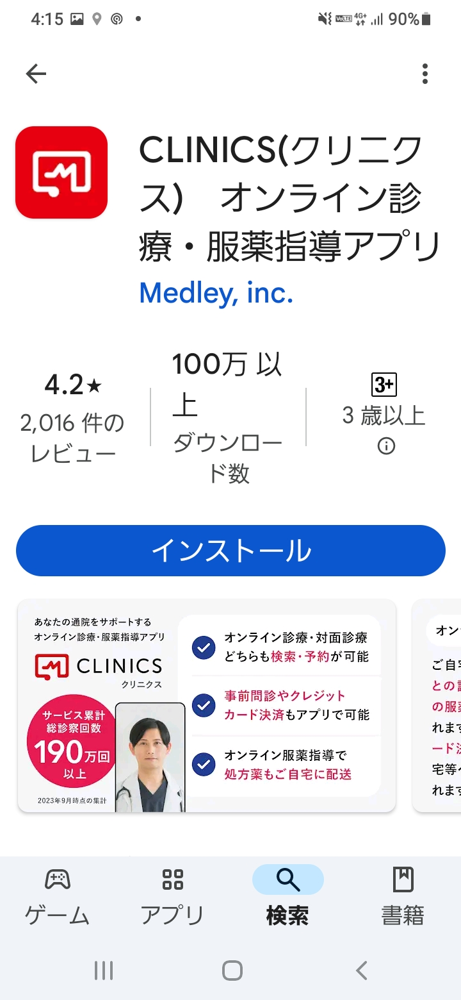 4:15
VoLTE 4G+ 90%
CLINICS(クリニク
ス)　オンライン診
療・服薬指導アプリ
Medley, inc.
4.2★
2,016 件の
レビュー
100万 以
上
ダウンロー
ド数
3+
3 歳以上
インストール
あなたの通院をサポートする
オンライン診療・服薬指導アプリ
CLINICS
クリニクス
サービス累計
総診察回数
190万回
以上
2023年9月時点の集計
オンライン診療・対面診療
どちらも検索・予約が可能
事前問診やクレジット
カード決済もアプリで可能
オンライン服薬指導で
処方薬もご自宅に配送
オン
ご自宅
との
の服薬
れます
ード決
宅等
れます
ゲーム
アプリ
検索
書籍